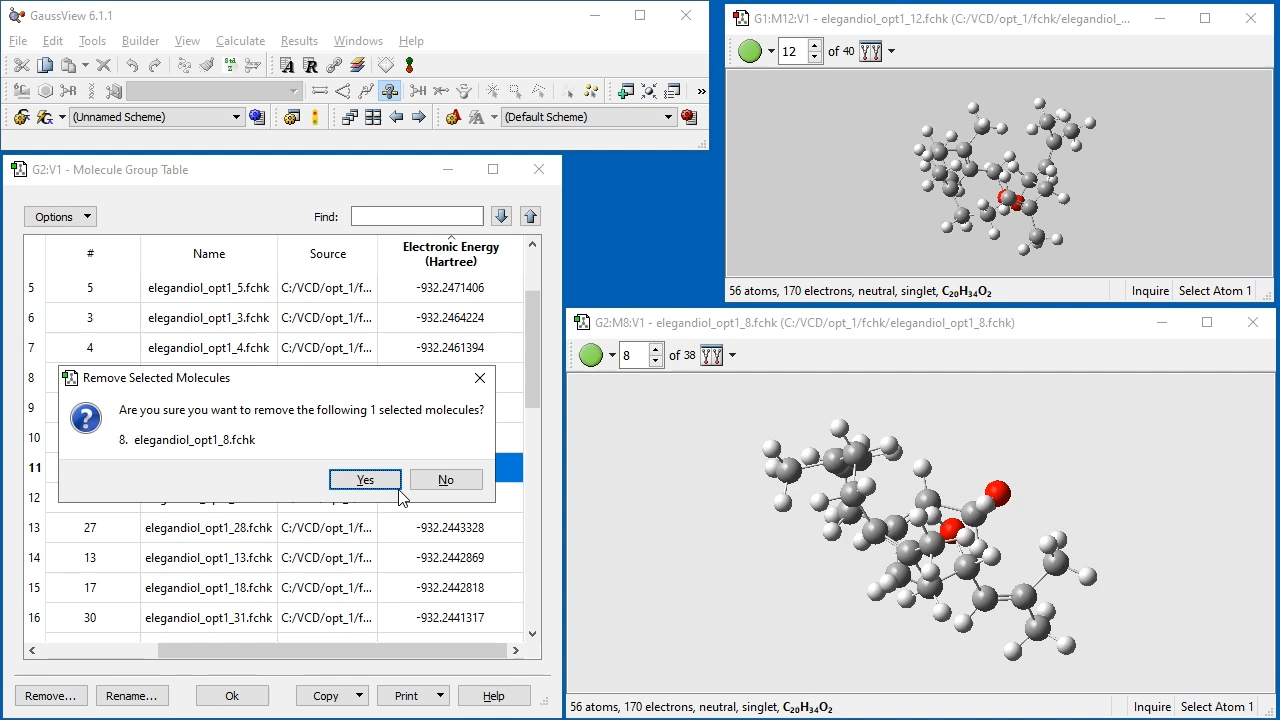 GaussView 6.1.1
File Edit Tools Builder View Calculate Results Windows Help
(Unnamed Scheme) (Default Scheme)
G1:M12:V1 - elegandiol_opt1_12.fchk (C:/VCD/opt_1/fchk/elegandiol_...
12 of 40
56 atoms, 170 electrons, neutral, singlet, C20H34O2 Inquire Select Atom 1
G2:V1 - Molecule Group Table
Options Find:
# Name Source Electronic Energy
(Hartree)
5 5 elegandiol_opt1_5.fchk C:/VCD/opt_1/f... -932.2471406
6 3 elegandiol_opt1_3.fchk C:/VCD/opt_1/f... -932.2464224
7 4 elegandiol_opt1_4.fchk C:/VCD/opt_1/f... -932.2461394
8
9
10
11
12
13 27 elegandiol_opt1_28.fchk C:/VCD/opt_1/f... -932.2443328
14 13 elegandiol_opt1_13.fchk C:/VCD/opt_1/f... -932.2442869
15 17 elegandiol_opt1_18.fchk C:/VCD/opt_1/f... -932.2442818
16 30 elegandiol_opt1_31.fchk C:/VCD/opt_1/f... -932.2441317
Remove Selected Molecules
Are you sure you want to remove the following 1 selected molecules?
8. elegandiol_opt1_8.fchk
Yes No
Remove... Rename... Ok Copy Print Help
G2:M8:V1 - elegandiol_opt1_8.fchk (C:/VCD/opt_1/fchk/elegandiol_opt1_8.fchk)
8 of 38
56 atoms, 170 electrons, neutral, singlet, C20H34O2 Inquire Select Atom 1